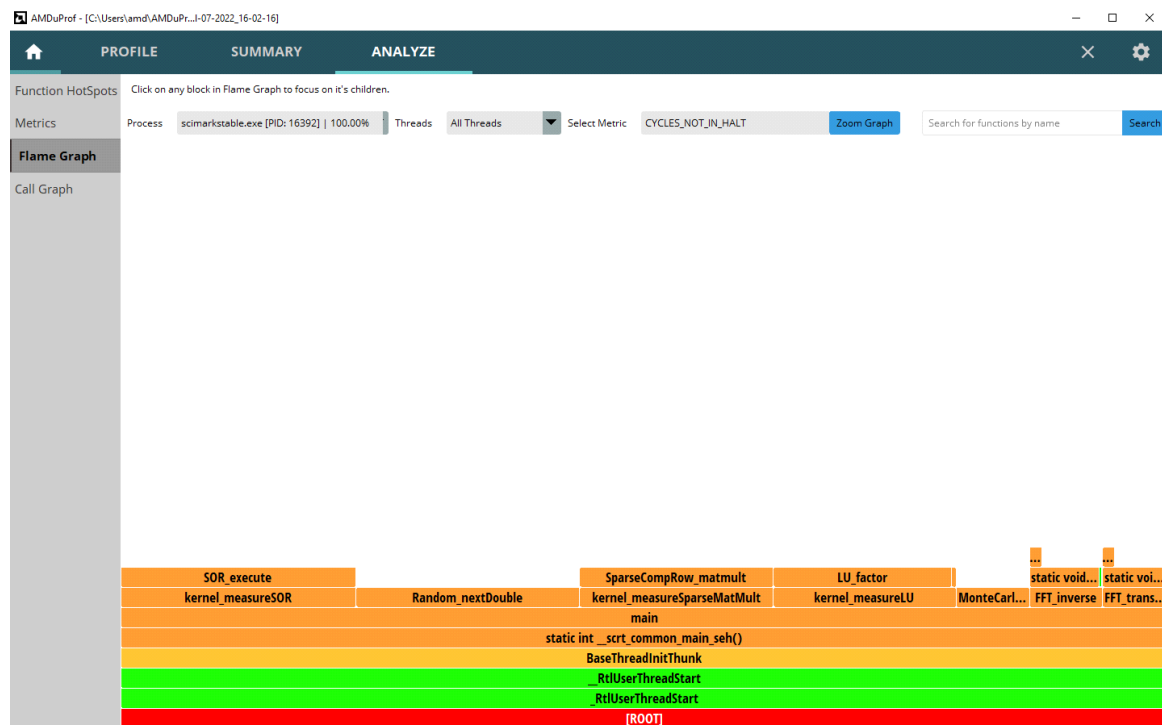 AMDuProf - [C:\Users\amd\AMDuPr...l-07-2022_16-02-16]
PROFILE SUMMARY ANALYZE
Function HotSpots
Click on any block in Flame Graph to focus on it's children.
Metrics
Process scimarkstable.exe [PID: 16392] | 100.00% Threads All Threads Select Metric CYCLES_NOT_IN_HALT Zoom Graph Search for functions by name Search
Flame Graph
Call Graph
... ...
SOR_execute SparseCompRow_matmult LU_factor static void... static voi...
kernel_measureSOR Random_nextDouble kernel_measureSparseMatMult kernel_measureLU MonteCarl... FFT_inverse FFT_trans...
main
static int __scrt_common_main_seh()
BaseThreadInitThunk
__RtlUserThreadStart
_RtlUserThreadStart
[ROOT]